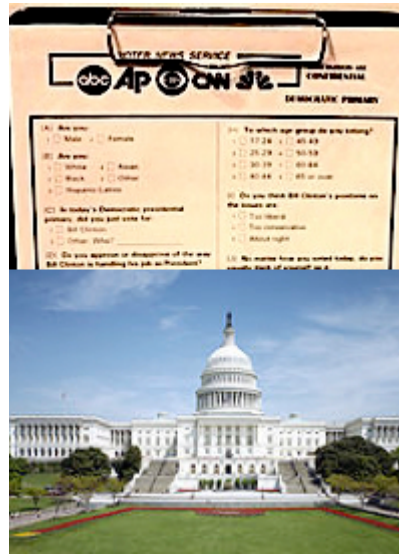 VOTER NEWS SERVICE
abc AP CNN
CONFIDENTIAL
DEMOCRATIC PRIMARY
[A] Are you:
Male Female
[B] Are you:
White Asian
Black Other
Hispanic/Latino
[C] In today's Democratic presidential
primary, did you just vote for:
Bill Clinton
Other: Who?
[D] Do you approve or disapprove of the way
Bill Clinton is handling his job as President?
To which age group do you belong?
17-24 45-49
25-29 50-59
30-39 60-64
40-44 65 or over
Do you think Bill Clinton's positions on
the issues are:
Too liberal
Too conservative
About right
No matter how you voted today, do you
usually think of yourself as a: